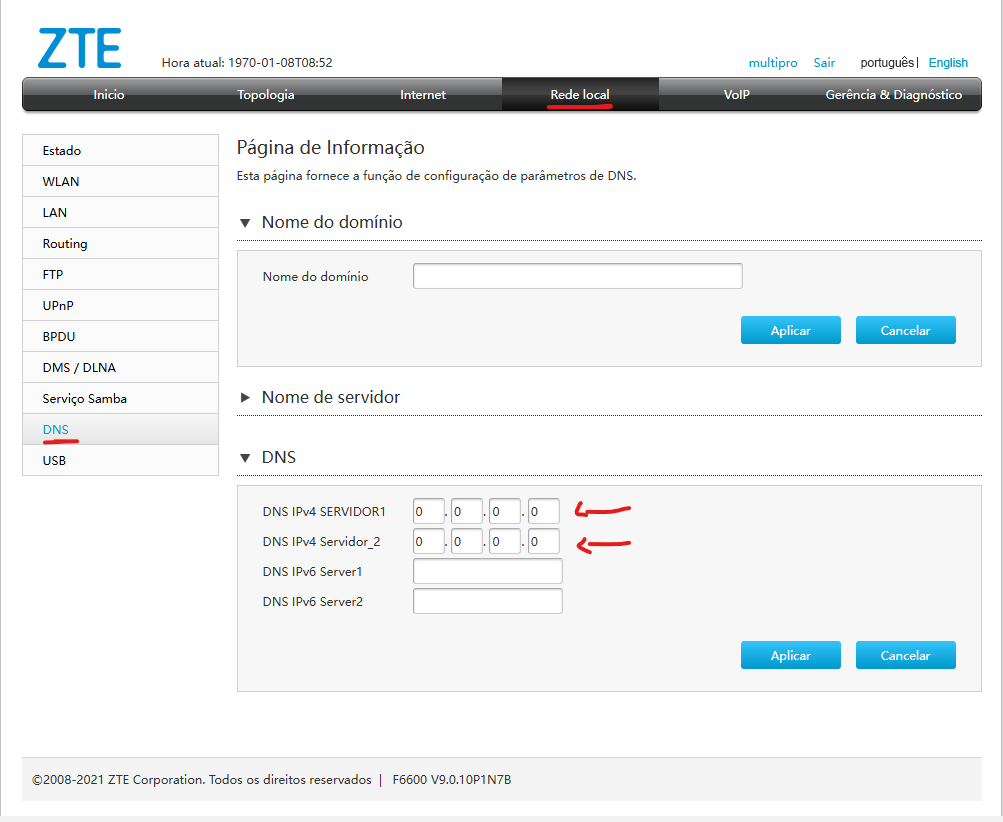 ZTE
Hora atual: 1970-01-08T08:52
multipro Sair português| English
Inicio Topologia Internet Rede local VoIP Gerência & Diagnóstico
Estado
WLAN
LAN
Routing
FTP
UPnP
BPDU
DMS / DLNA
Serviço Samba
DNS
USB
Página de Informação
Esta página fornece a função de configuração de parâmetros de DNS.
Nome do domínio
Nome do domínio
Aplicar Cancelar
Nome de servidor
DNS
DNS IPv4 SERVIDOR1 0 . 0 . 0 . 0
DNS IPv4 Servidor_2 0 . 0 . 0 . 0
DNS IPv6 Server1
DNS IPv6 Server2
Aplicar Cancelar
©2008-2021 ZTE Corporation. Todos os direitos reservados | F6600 V9.0.10P1N7B